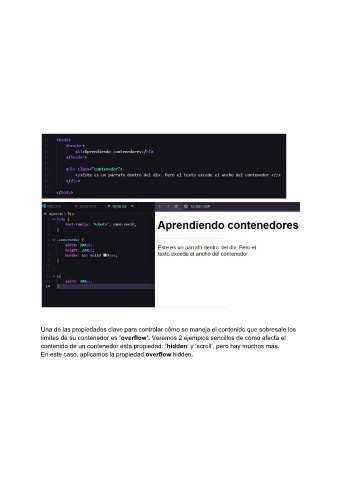 <body>
<header>
<h1>Aprendiendo contenedores</h1>
</header>
<div class="contenedor">
<p>Este es un párrafo dentro del div. Pero el texto excede el ancho del contenedor </p>
</div>
</body>
body {
font-family: 'Roboto', sans-serif;
}
.contenedor {
width: 200px;
height: 200px;
border: 1px solid
}
p{
width: 300px;
}
Aprendiendo contenedores
Este es un párrafo dentro del div. Pero el
texto excede el ancho del contenedor
Una de las propiedades clave para controlar cómo se maneja el contenido que sobresale los
límites de su contenedor es 'overflow'. Veremos 2 ejemplos sencillos de cómo afecta el
contenido de un contenedor ésta propiedad: 'hidden' y 'scroll', pero hay muchos más.
En este caso, aplicamos la propiedad overflow hidden.